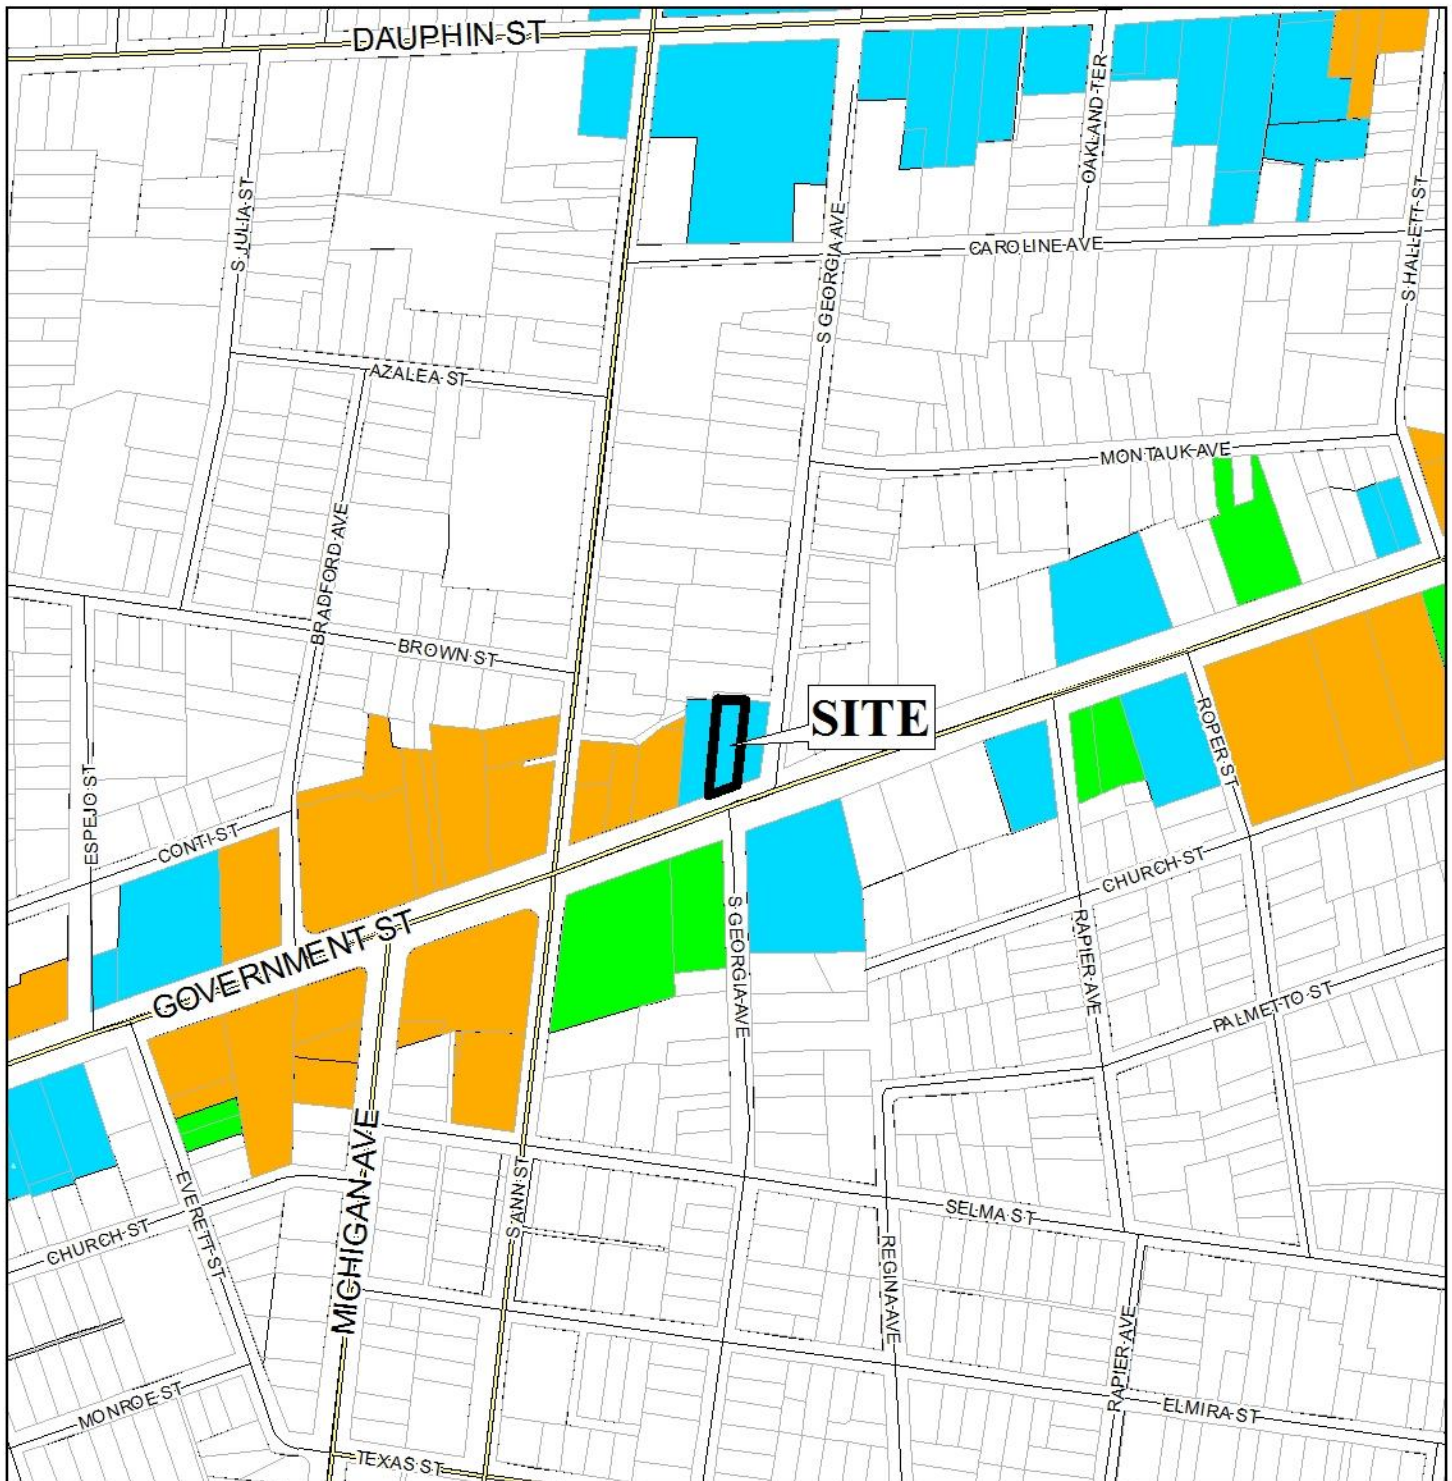 DAUPHIN ST
OAKLAND TER
S JULIA ST
S GEORGIA AVE
CAROLINE AVE
S HALLETT ST
AZALEA ST
MONTAUK AVE
BRADFORD AVE
BROWN ST
SITE
ROPER ST
ESPEJO ST
CONTI ST
CHURCH ST
GOVERNMENT ST
S GEORGIA AVE
RAPIER AVE
PALMETTO ST
MICHIGAN AVE
S ANN ST
EVERETT ST
CHURCH ST
SELMA ST
REGINA AVE
RAPIER AVE
MONROE ST
ELMIRA ST
TEXAS ST